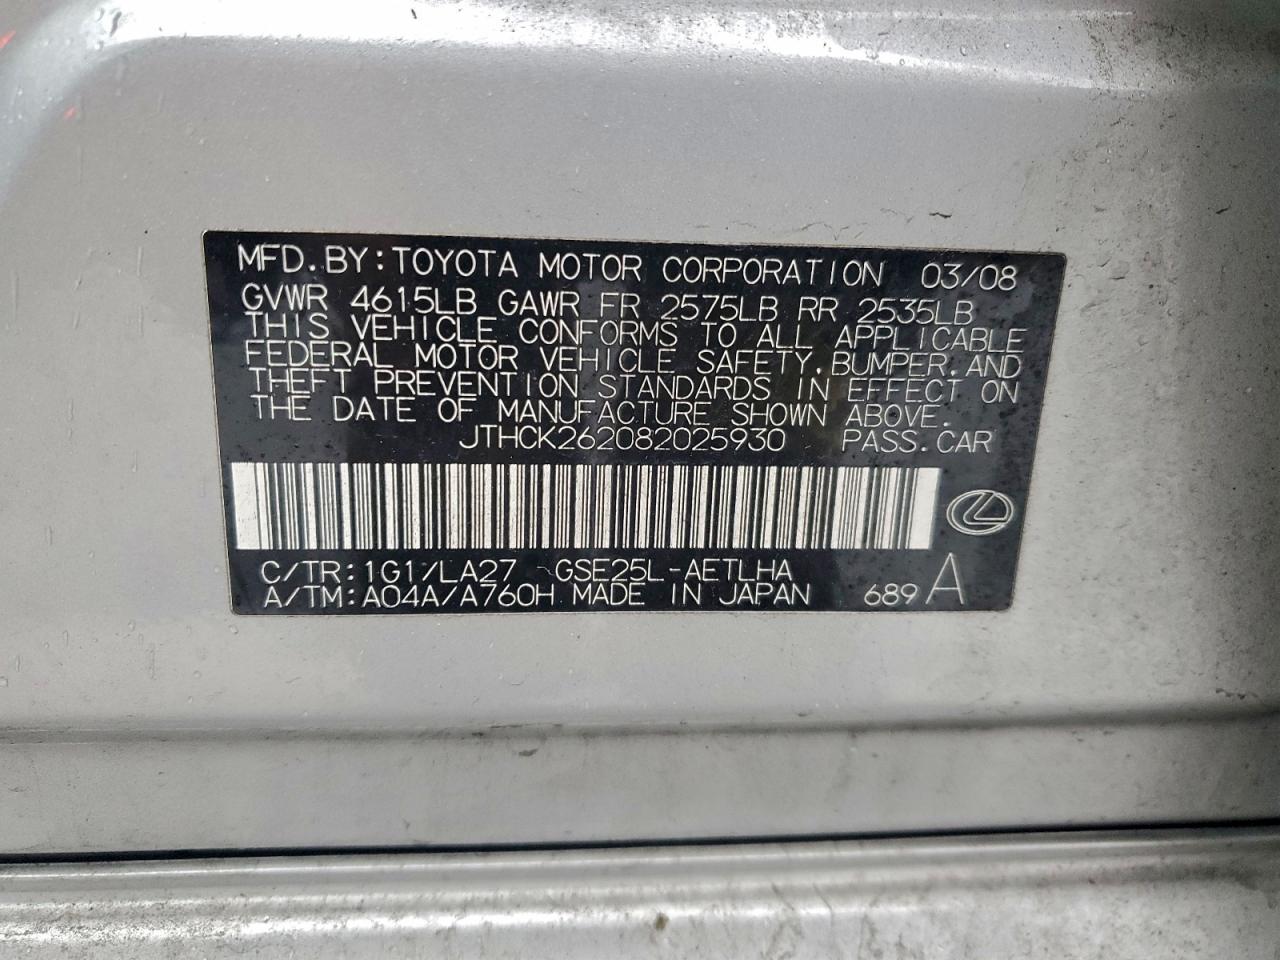 MFD. BY: TOYOTA MOTOR CORPORATION 03/08
GVWR 4615LB GAWR FR 2575LB RR 2535LB
THIS VEHICLE CONFORMS TO ALL APPLICABLE
FEDERAL MOTOR VEHICLE SAFETY, BUMPER, AND
THEFT PREVENTION STANDARDS IN EFFECT ON
THE DATE OF MANUFACTURE SHOWN ABOVE.
JTHCK262082025930 PASS. CAR
C/TR: 1G1/LA27 GSE25L-AETLHA
A/TM: A04A/A760H MADE IN JAPAN 689 A